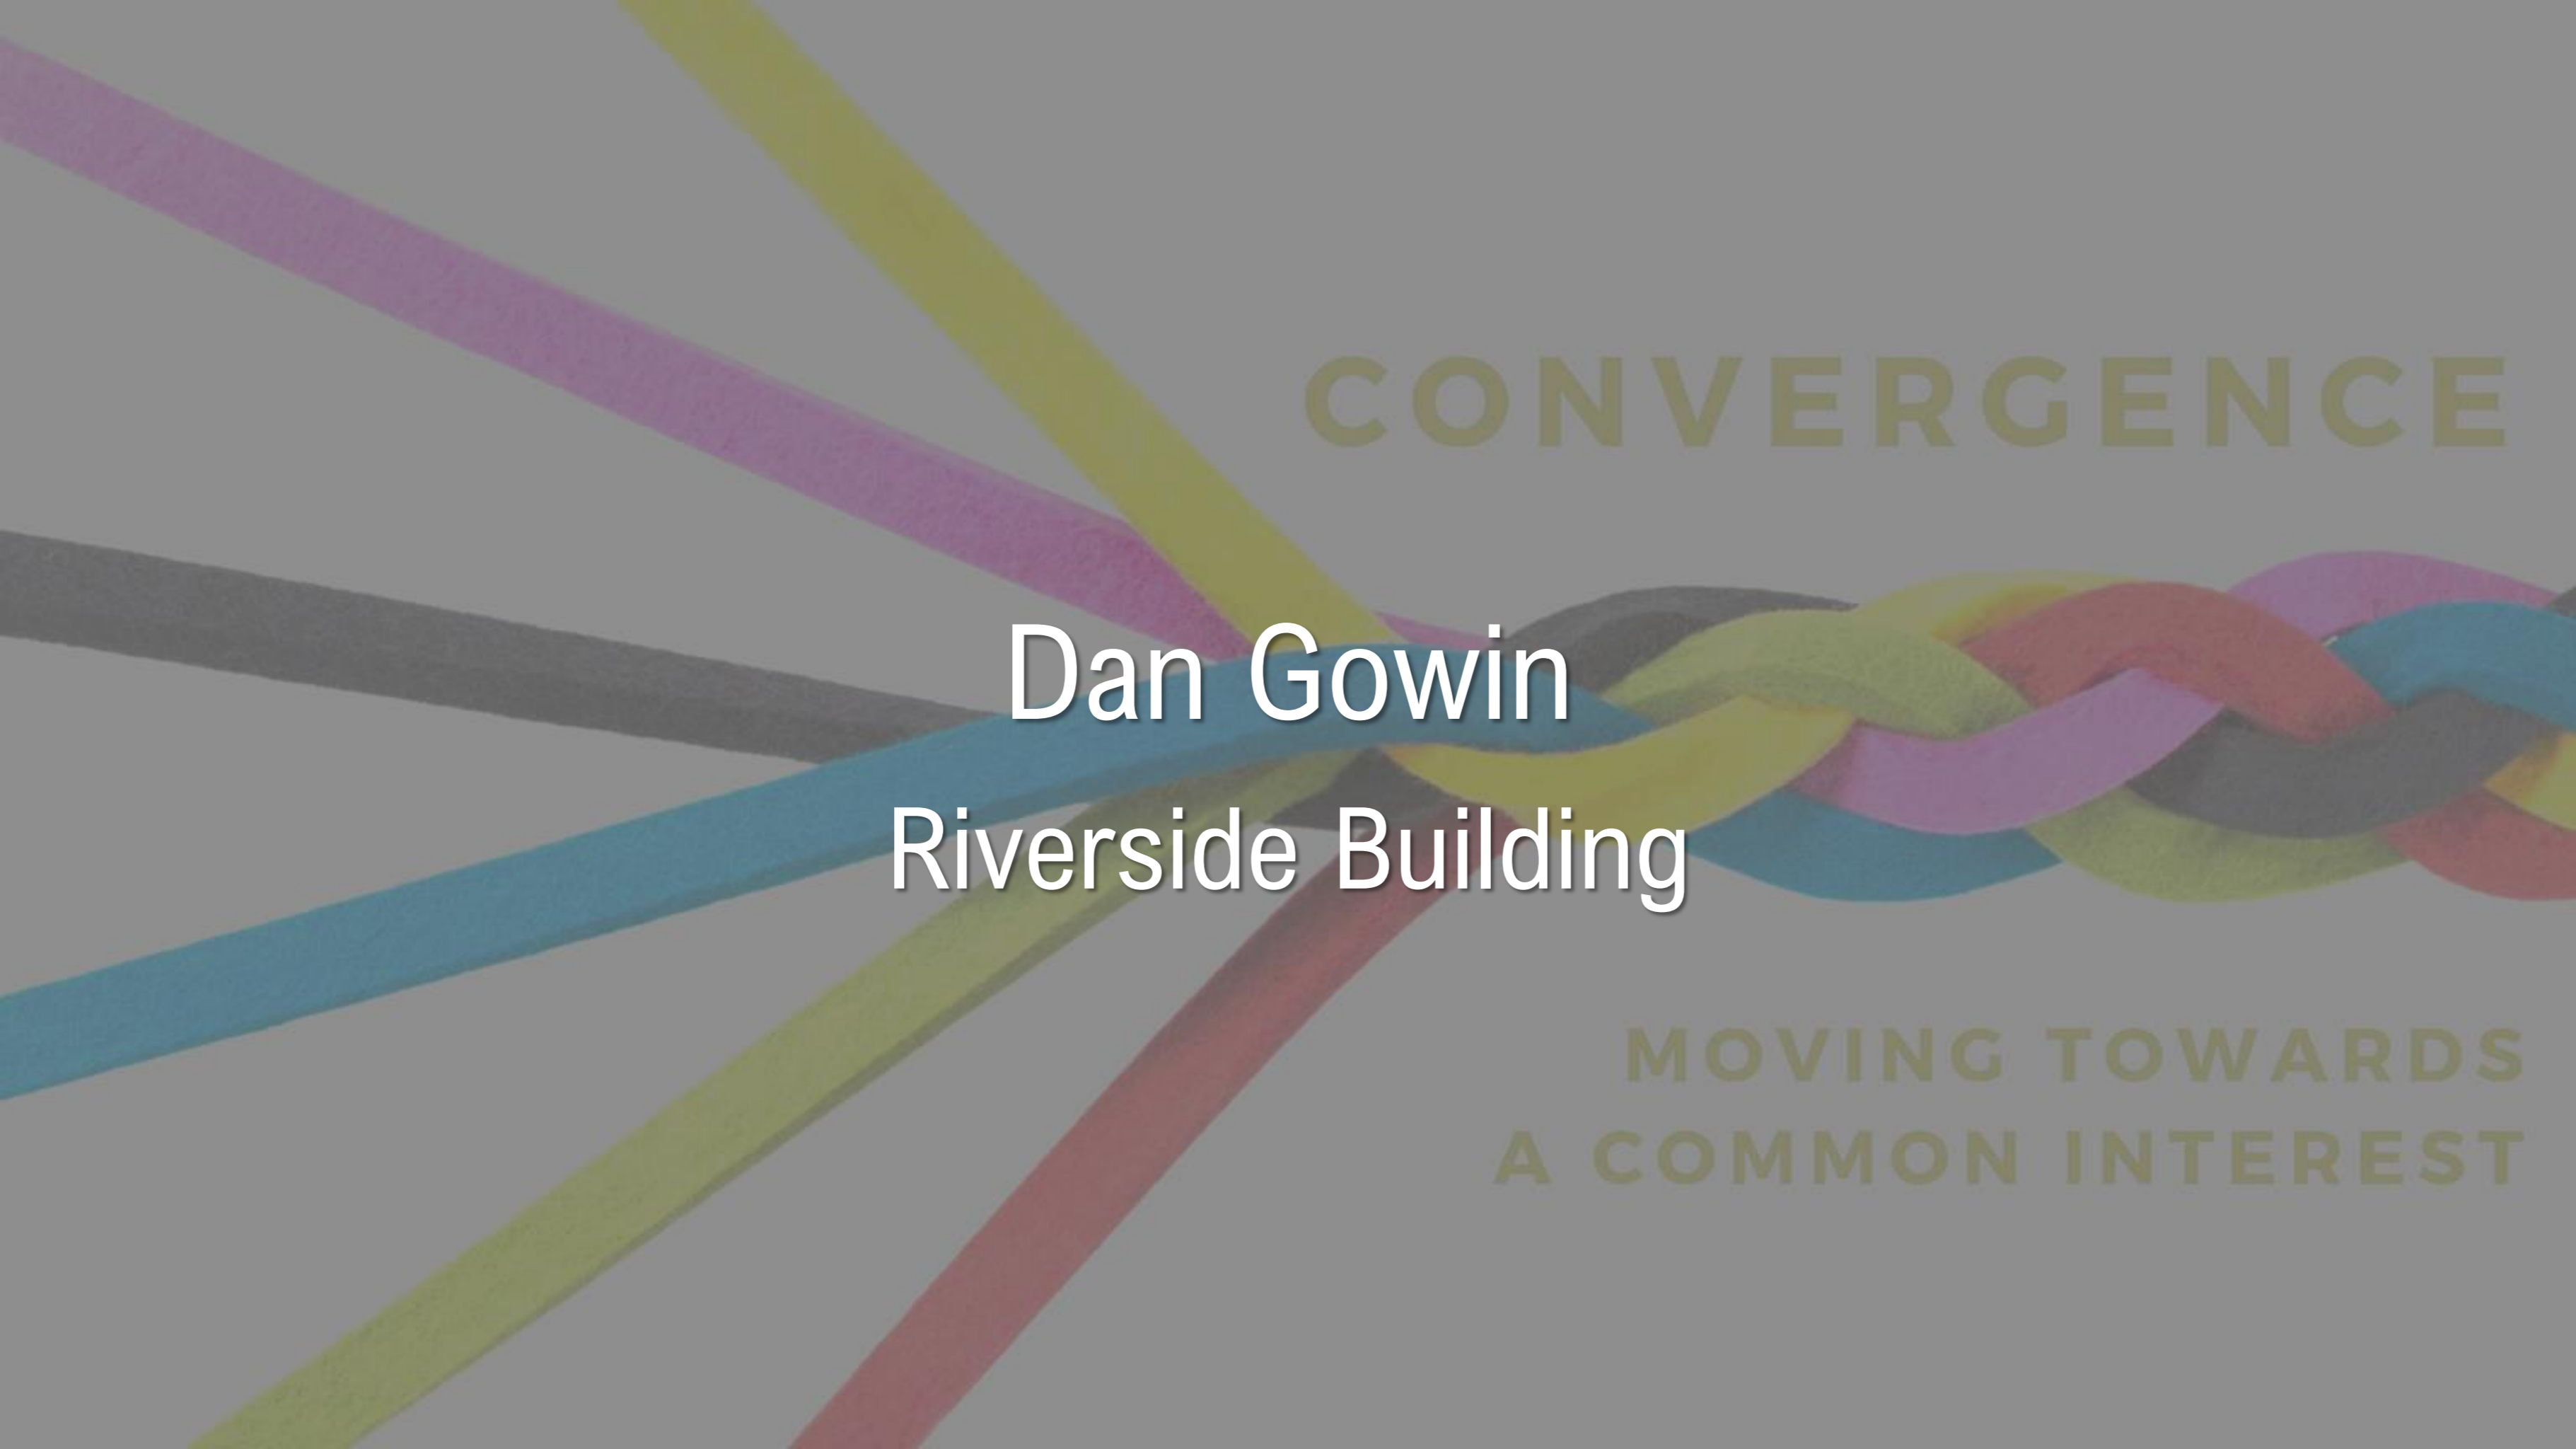 CONVERGENCE
Dan Gowin
Riverside Building
MOVING TOWARDS
A COMMON INTEREST